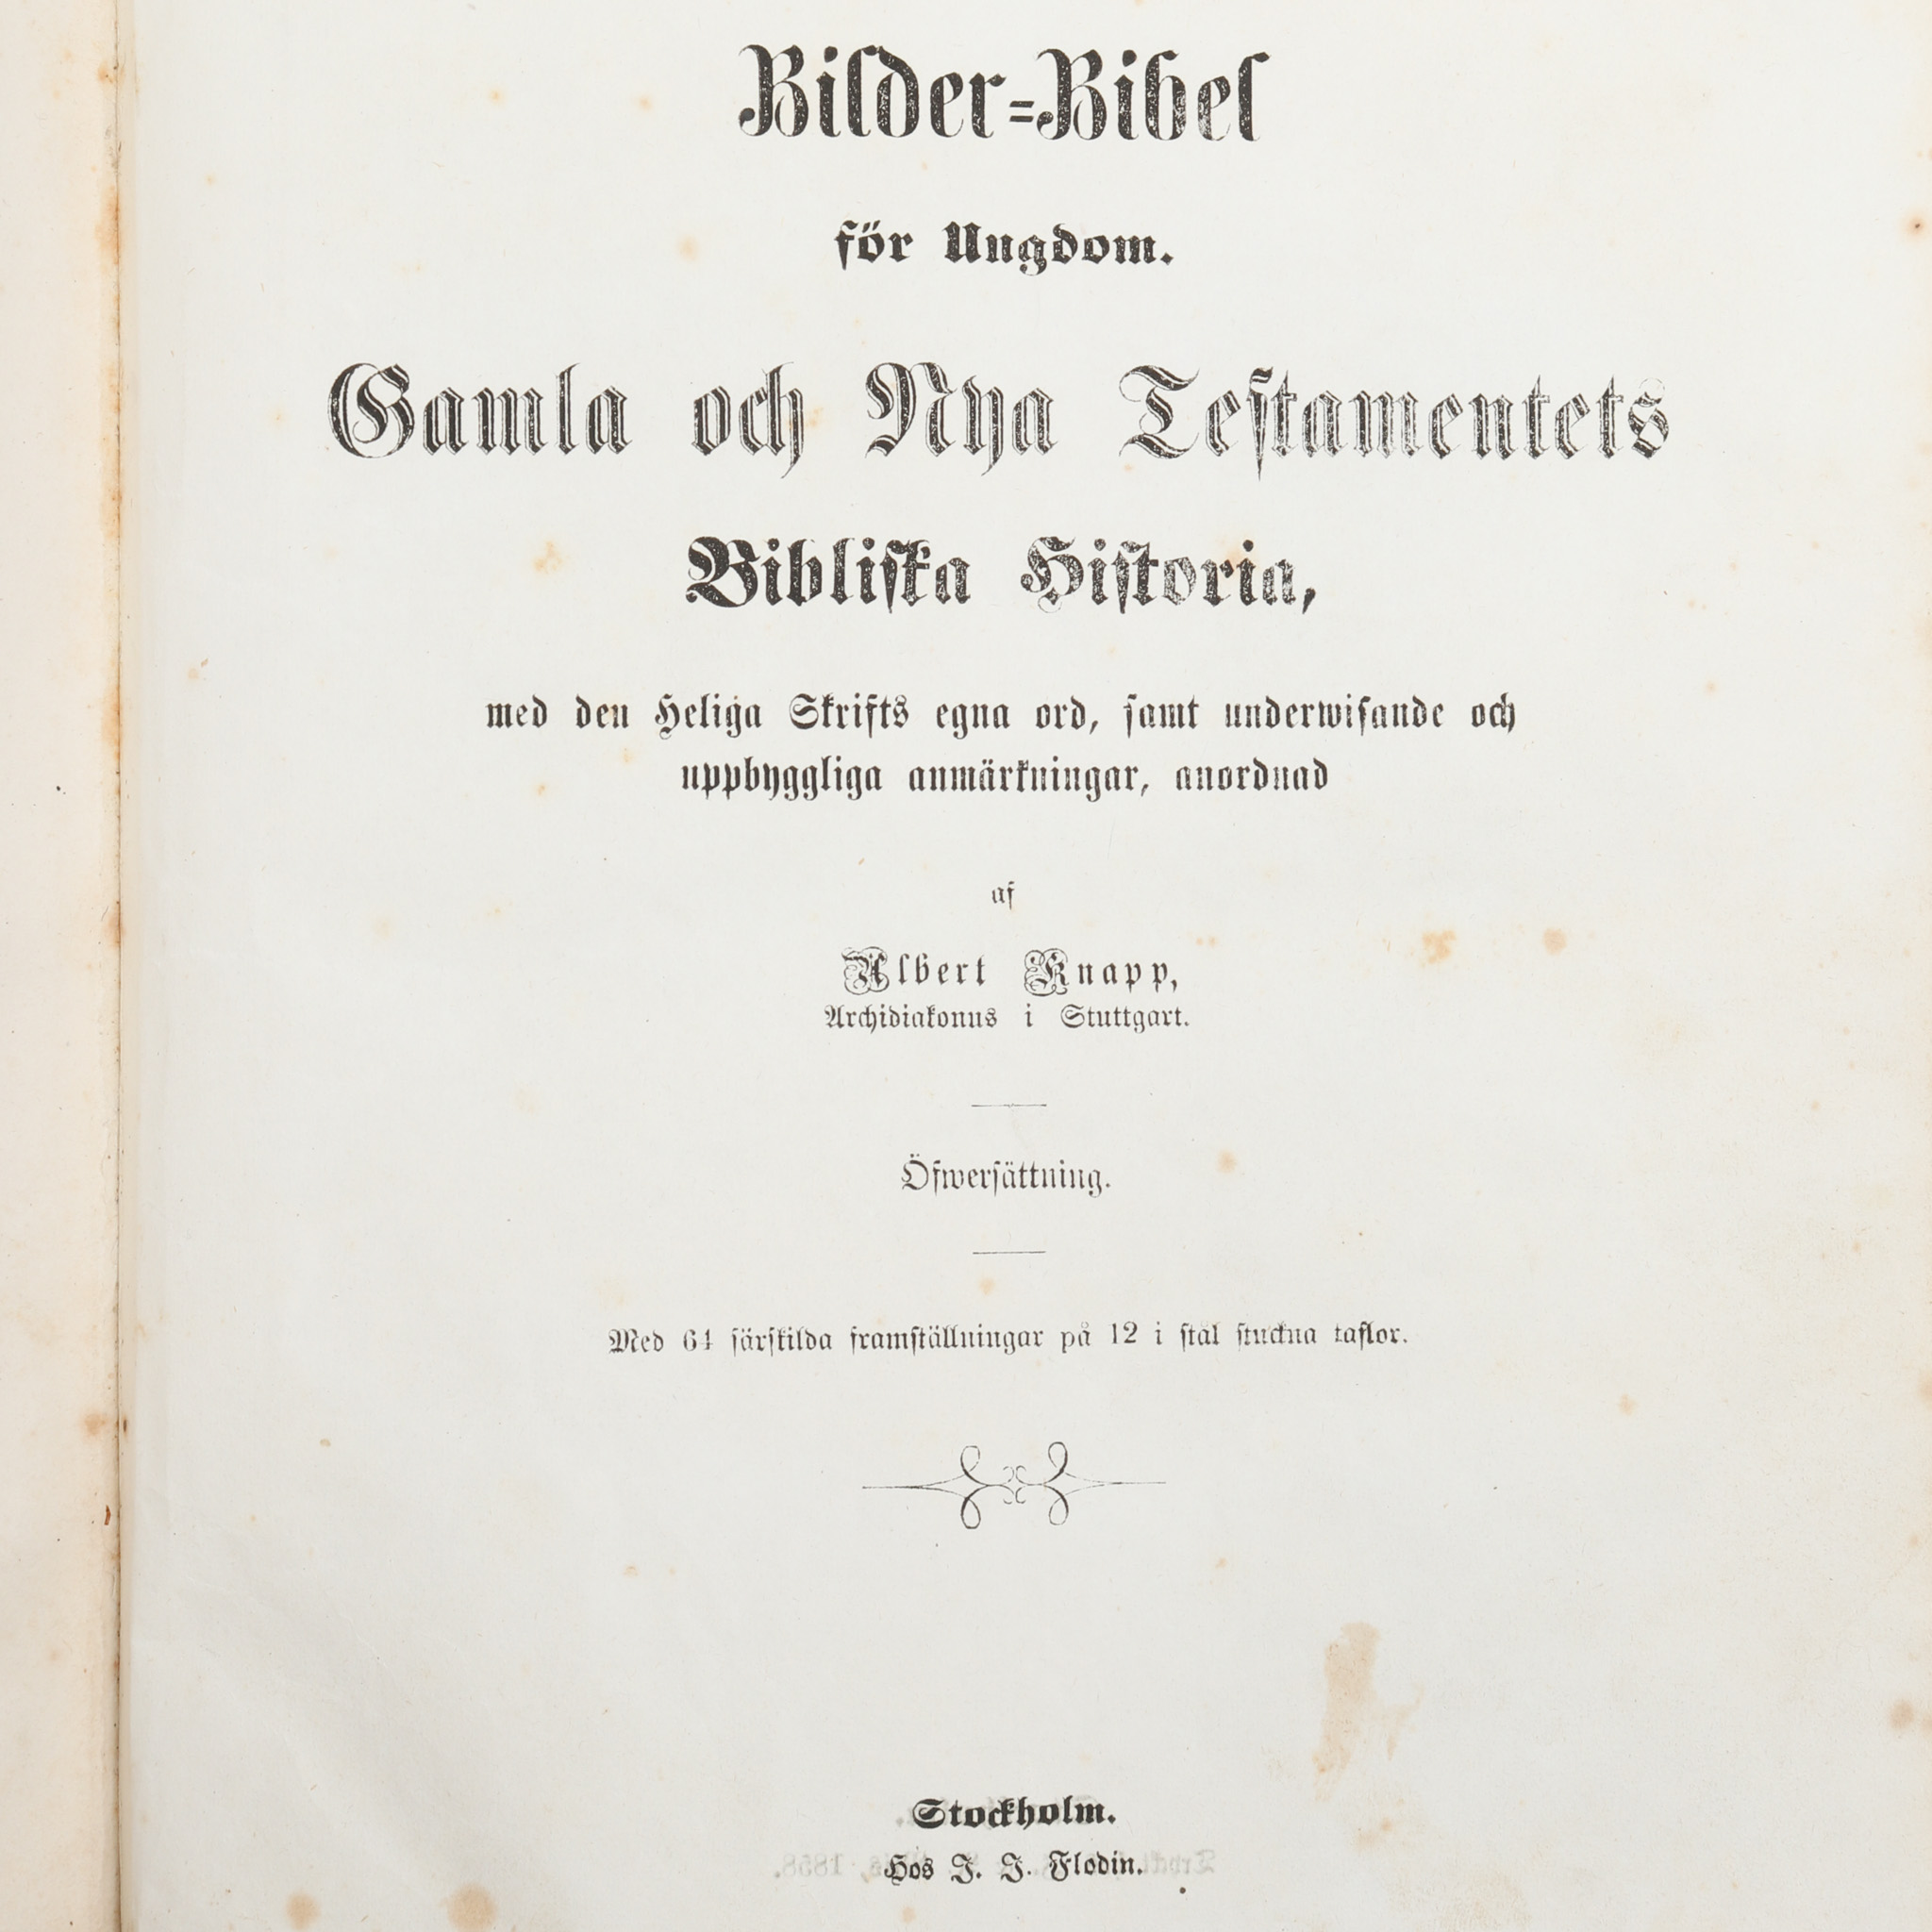 Bilder=Bibel
för Ungdom.
Gamla och Nya Testamentets
Bibliska Historia,
med den Heliga Skrifts egna ord, samt underwisande och
uppbyggliga anmärkningar, anordnad
af
Albert Knapp,
Archidiakonus i Stuttgart.
Öfwersättning.
Med 64 särskilda framställningar på 12 i stål stuckna taflor.
Stockholm.
Hos J. J. Flodin.
1858.